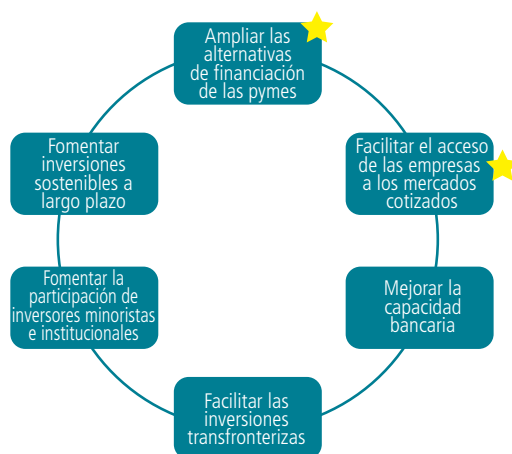 Ampliar las
alternativas
de financiación
de las pymes
Facilitar el acceso
de las empresas
a los mercados
cotizados
Mejorar la
capacidad
bancaria
Facilitar las
inversiones
transfronterizas
Fomentar la
participación de
inversores minoristas
e institucionales
Fomentar
inversiones
sostenibles a
largo plazo